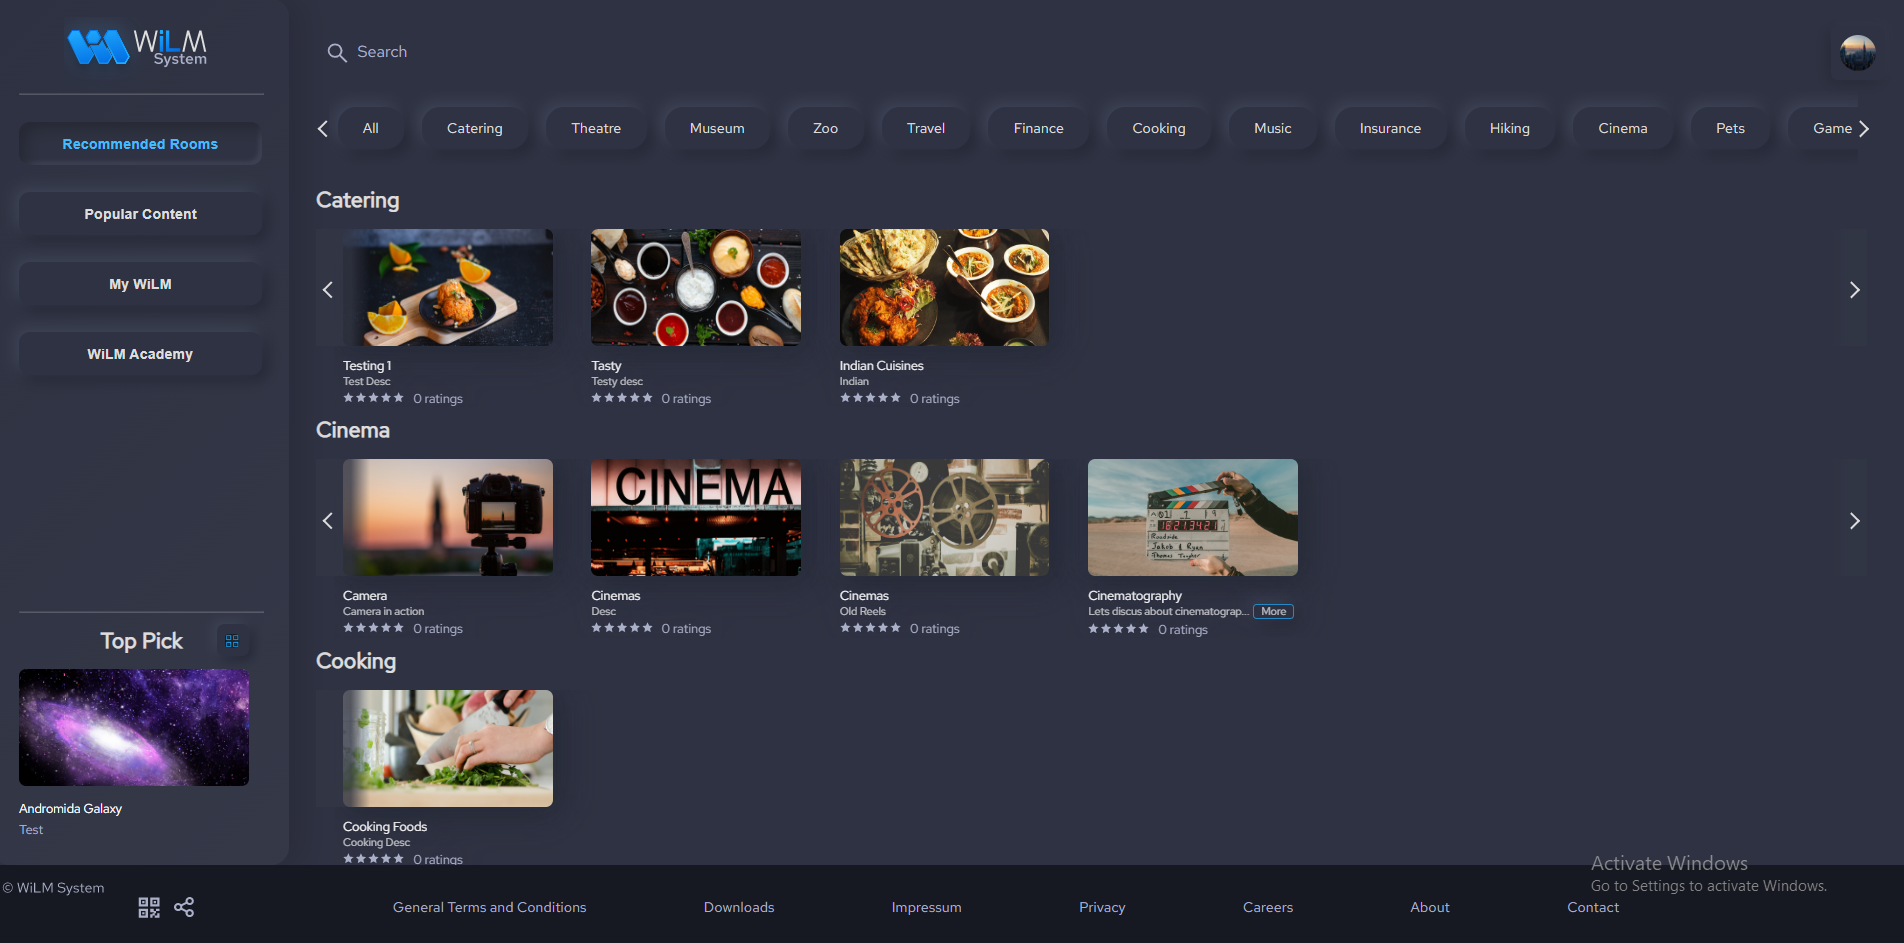 WiLM
System
Search
All
Catering
Theatre
Museum
Zoo
Travel
Finance
Cooking
Music
Insurance
Hiking
Cinema
Pets
Game
Recommended Rooms
Popular Content
My WiLM
WiLM Academy
Top Pick
Andromida Galaxy
Test
Catering
Testing 1
Test Desc
0 ratings
Tasty
Testy desc
0 ratings
Indian Cuisines
Indian
0 ratings
Cinema
CINEMA
Roadside
Jakob & Ryan
Camera
Camera in action
0 ratings
Cinemas
Desc
0 ratings
Cinemas
Old Reels
0 ratings
Cinematography
Lets discus about cinematograp... More
0 ratings
Cooking
Cooking Foods
Cooking Desc
0 ratings
Activate Windows
Go to Settings to activate Windows.
© WiLM System
General Terms and Conditions
Downloads
Impressum
Privacy
Careers
About
Contact